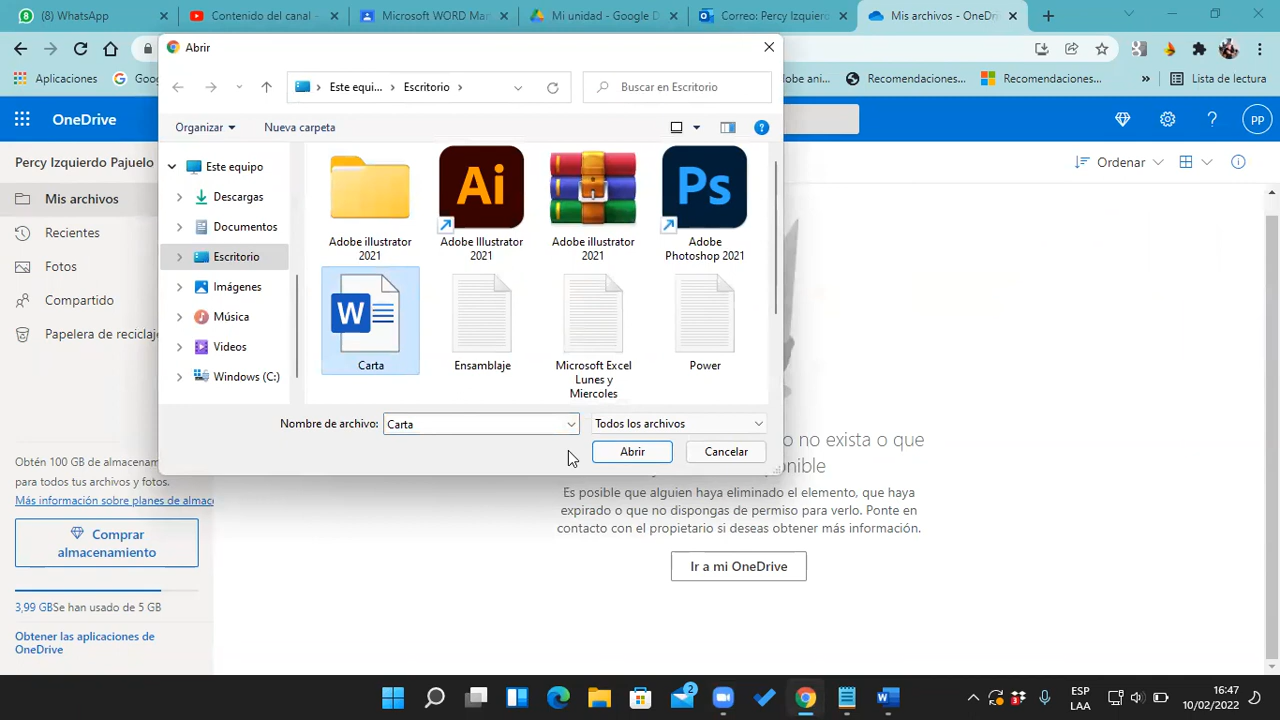 (8) WhatsApp
Contenido del canal -
Microsoft WORD Ma
Mi unidad - Google D
Correo: Percy Izquiero
Mis archivos - OneDri
Aplicaciones
Goo
obe ani...
Recomendaciones...
Recomendaciones...
»
Lista de lectura
Abrir
Este equi...
Escritorio
Buscar en Escritorio
Organizar
Nueva carpeta
OneDrive
PP
Percy Izquierdo Pajuelo
Mis archivos
Recientes
Fotos
Compartido
Papelera de reciclaje
Ordenar
Este equipo
Descargas
Documentos
Escritorio
Imágenes
Música
Videos
Windows (C:)
Ai
Ps
Adobe illustrator
2021
Adobe Illustrator
2021
Adobe illustrator
2021
Adobe
Photoshop 2021
W
Carta
Ensamblaje
Microsoft Excel
Lunes y
Miercoles
Power
Nombre de archivo:
Carta
Todos los archivos
Abrir
Cancelar
o no exista o que
ponible
Es posible que alguien haya eliminado el elemento, que haya
expirado o que no dispongas de permiso para verlo. Ponte en
contacto con el propietario si deseas obtener más información.
Ir a mi OneDrive
Obtén 100 GB de almacenam
para todos tus archivos y fotos.
Más información sobre planes de almac
Comprar
almacenamiento
3,99 GBSe han usado de 5 GB
Obtener las aplicaciones de
OneDrive
2
ESP
LAA
16:47
10/02/2022